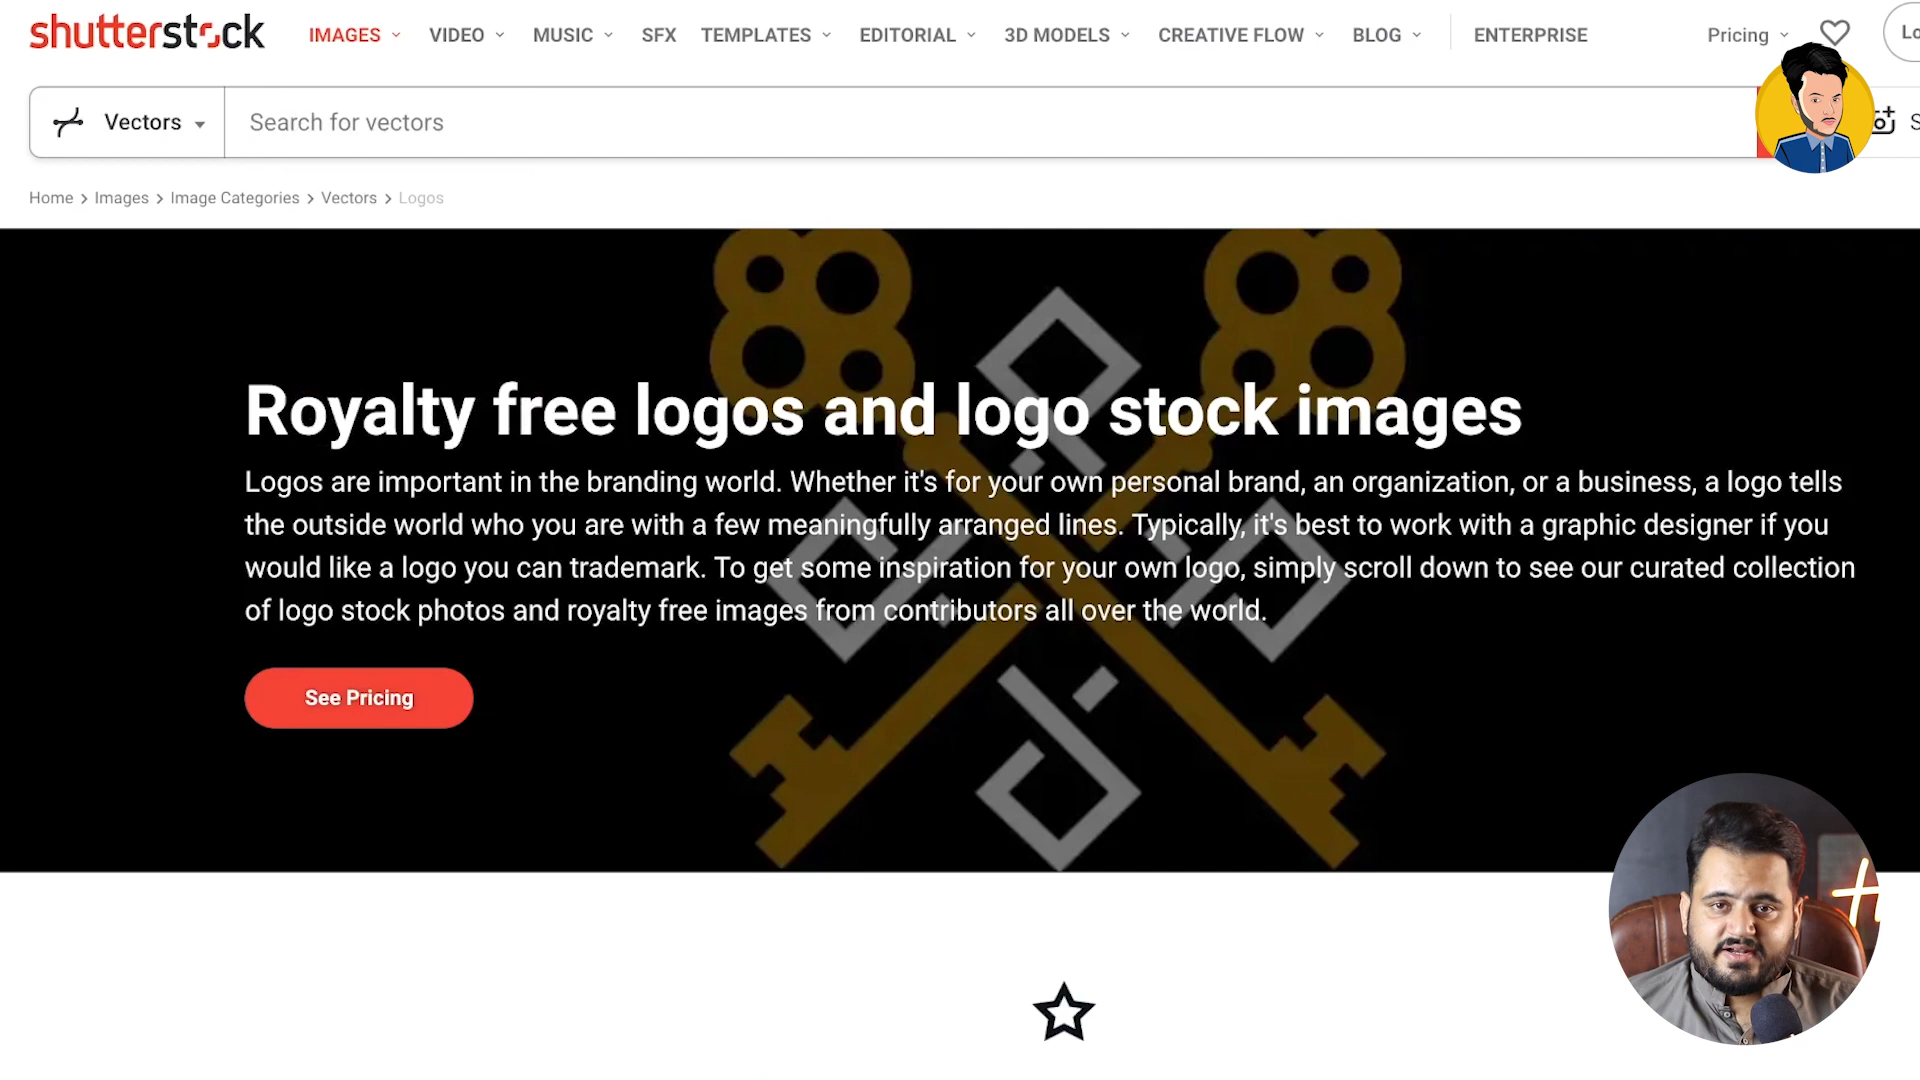 shutterstock
IMAGES VIDEO MUSIC SFX TEMPLATES EDITORIAL 3D MODELS CREATIVE FLOW BLOG ENTERPRISE Pricing
Vectors Search for vectors
Home > Images > Image Categories > Vectors > Logos
Royalty free logos and logo stock images
Logos are important in the branding world. Whether it's for your own personal brand, an organization, or a business, a logo tells
the outside world who you are with a few meaningfully arranged lines. Typically, it's best to work with a graphic designer if you
would like a logo you can trademark. To get some inspiration for your own logo, simply scroll down to see our curated collection
of logo stock photos and royalty free images from contributors all over the world.
See Pricing